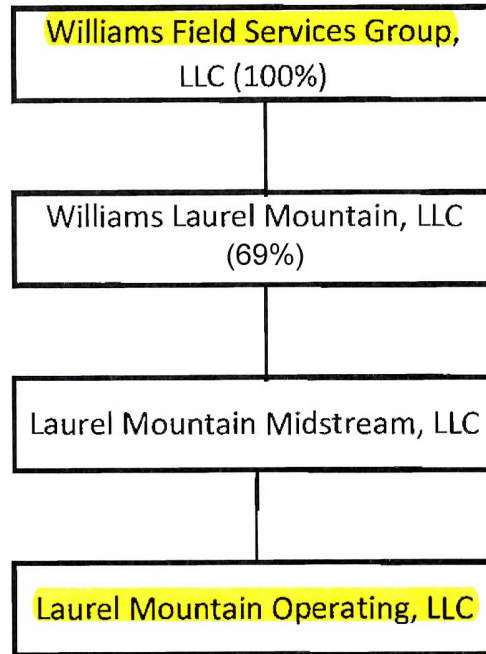 Williams Field Services Group,
LLC (100%)
Williams Laurel Mountain, LLC
(69%)
Laurel Mountain Midstream, LLC
Laurel Mountain Operating, LLC